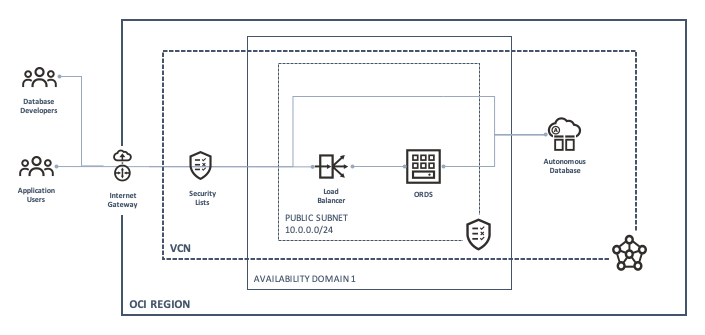 Database
Developers
Application
Users
Internet
Gateway
Security
Lists
Load
Balancer
ORDS
Autonomous
Database
A
PUBLIC SUBNET
10.0.0.0/24
VCN
AVAILABILITY DOMAIN 1
OCI REGION